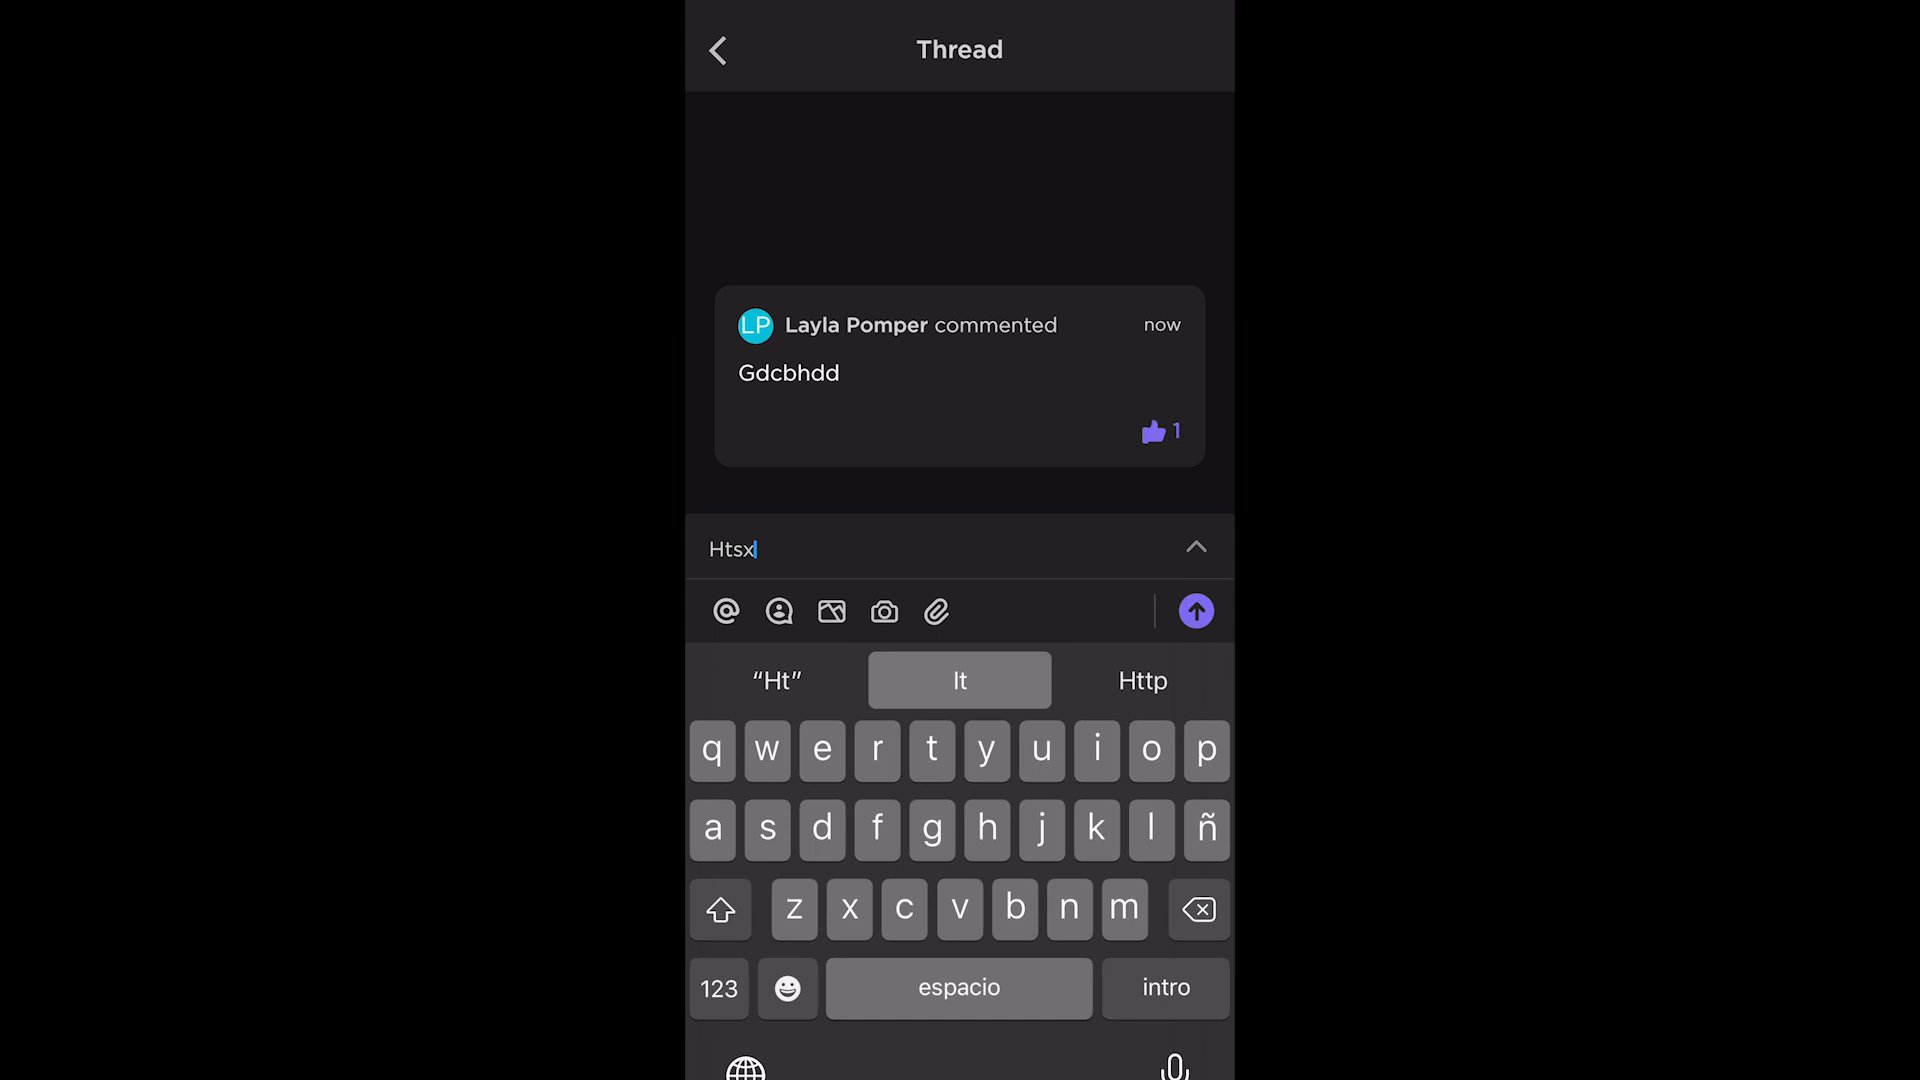 Thread
LP Layla Pomper commented now
Gdcbhdd
1
Htsx
“Ht” It Http
q w e r t y u i o p
a s d f g h j k l ñ
z x c v b n m
123 espacio intro